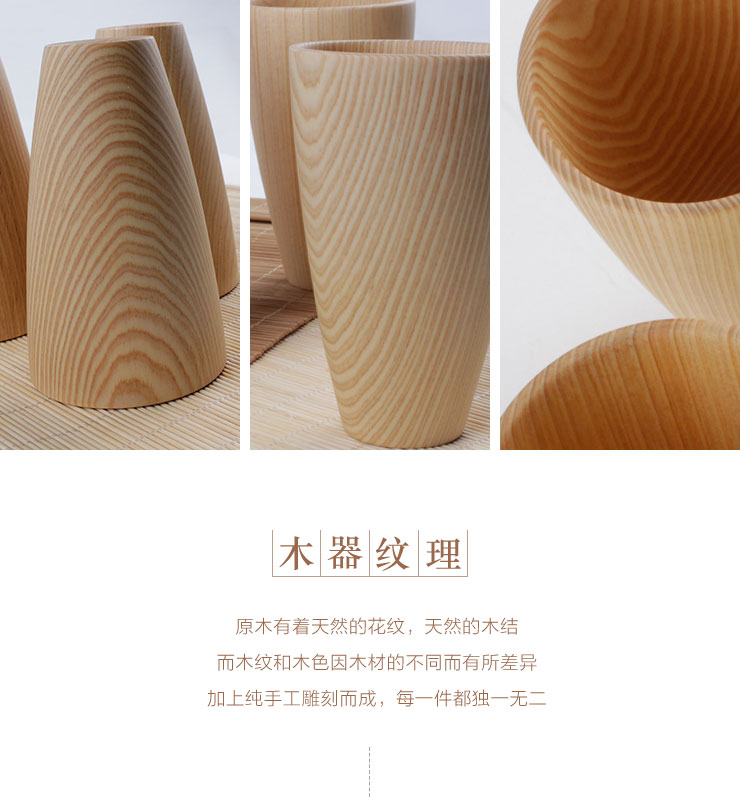 木器纹理
原木有着天然的花纹，天然的木结
而木纹和木色因木材的不同而有所差异
加上纯手工雕刻而成，每一件都独一无二